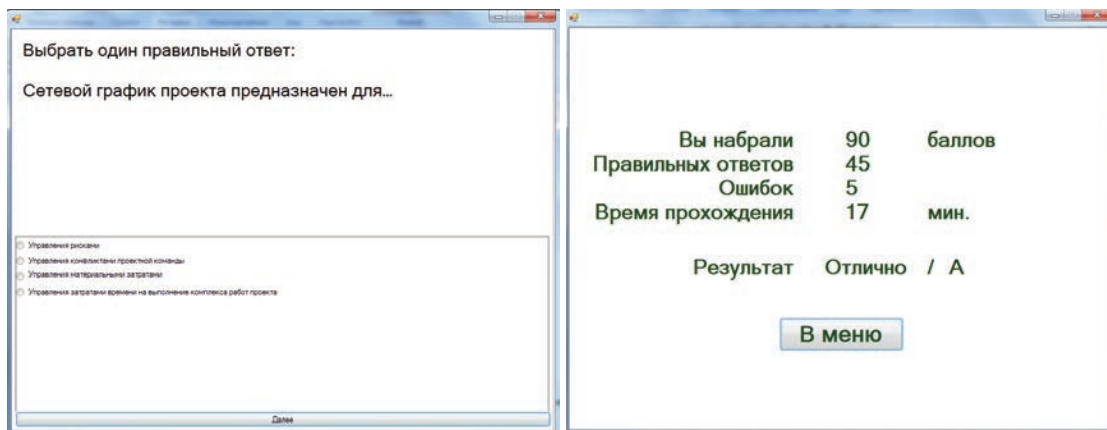 Выбрать один правильный ответ:
Сетевой график проекта предназначен для...
Управления рисками
Управления конфликтами проектной команды
Управления материальными затратами
Управления затратами времени на выполнение комплекса работ проекта
Далее
Вы набрали 90 баллов
Правильных ответов 45
Ошибок 5
Время прохождения 17 мин.
Результат Отлично / А
В меню